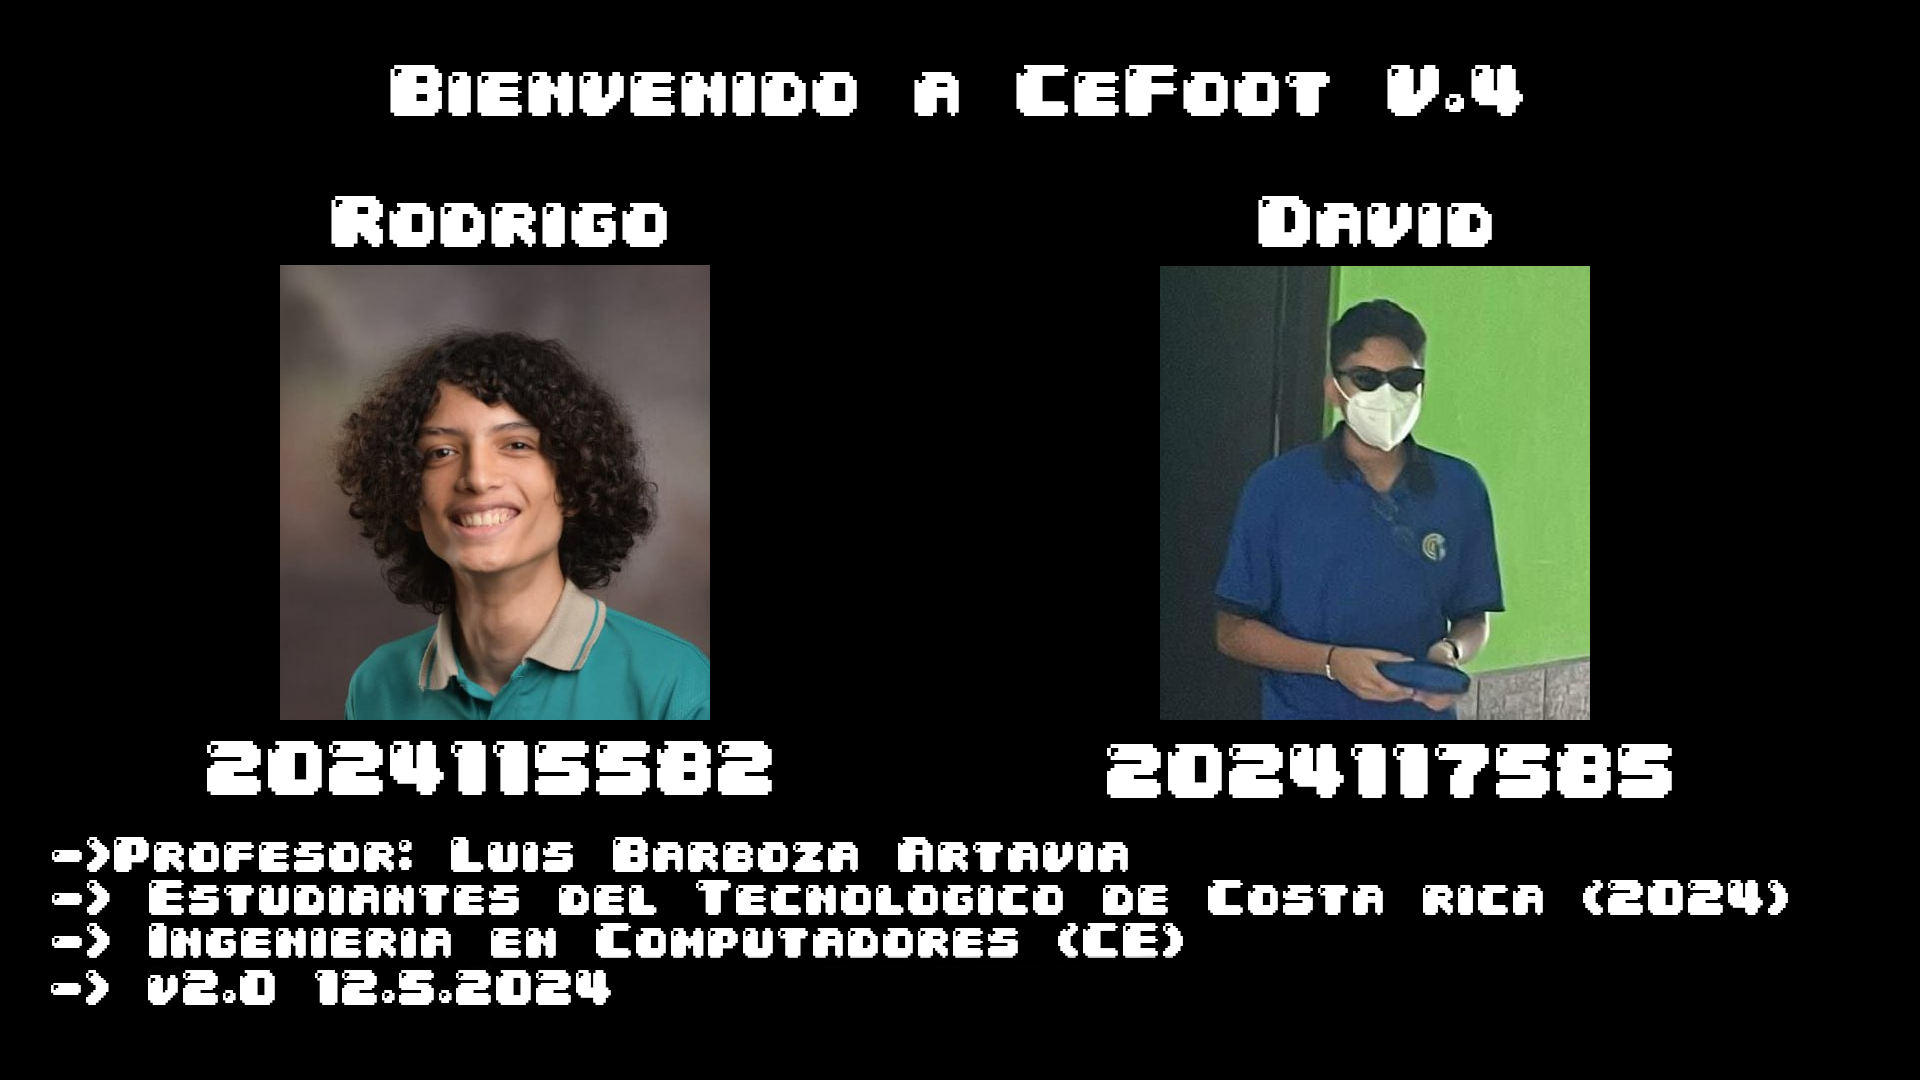 Bienvenido a CeFoot V.4
Rodrigo
David
2024115582
2024117585
->Profesor: Luis Barboza Artavia
-> Estudiantes del Tecnologico de Costa rica (2024)
-> Ingenieria en Computadores (CE)
-> v2.0 12.5.2024